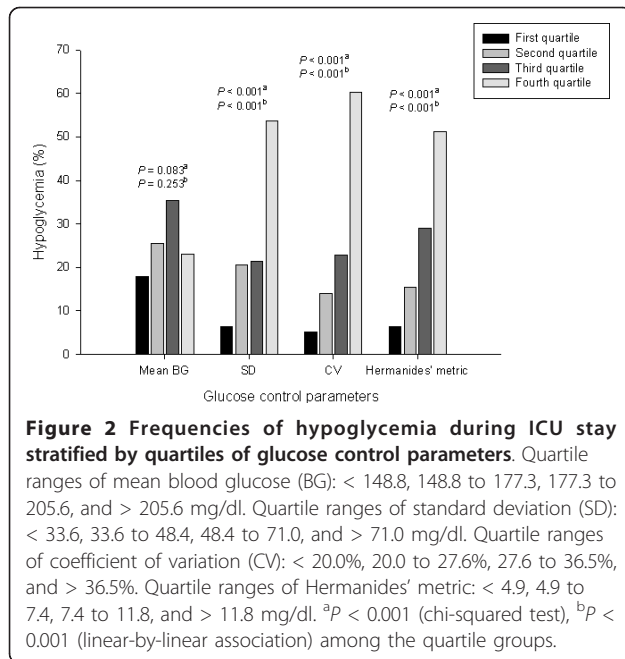 First quartile
Second quartile
Third quartile
Fourth quartile
70
60
50
40
30
20
10
0
Hypoglycemia (%)
P = 0.083a
P = 0.253b
P < 0.001a
P < 0.001b
P < 0.001a
P < 0.001b
P < 0.001a
P < 0.001b
Mean BG SD CV Hermanides' metric
Glucose control parameters
Figure 2 Frequencies of hypoglycemia during ICU stay
stratified by quartiles of glucose control parameters. Quartile
ranges of mean blood glucose (BG): < 148.8, 148.8 to 177.3, 177.3 to
205.6, and > 205.6 mg/dl. Quartile ranges of standard deviation (SD):
< 33.6, 33.6 to 48.4, 48.4 to 71.0, and > 71.0 mg/dl. Quartile ranges
of coefficient of variation (CV): < 20.0%, 20.0 to 27.6%, 27.6 to 36.5%,
and > 36.5%. Quartile ranges of Hermanides' metric: < 4.9, 4.9 to
7.4, 7.4 to 11.8, and > 11.8 mg/dl. aP < 0.001 (chi-squared test), bP <
0.001 (linear-by-linear association) among the quartile groups.